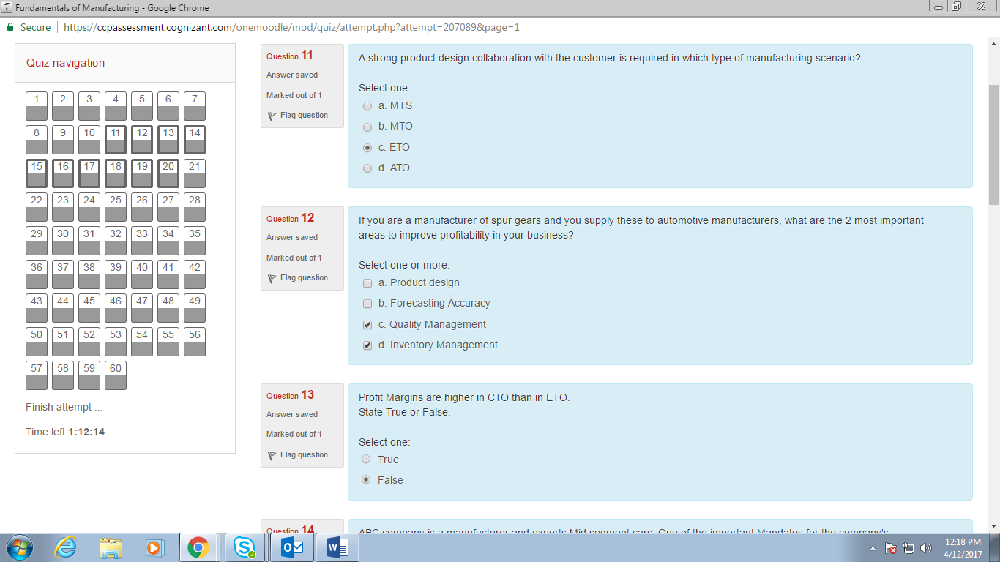 Fundamentals of Manufacturing - Google Chrome
Secure https://ccpassessment.cognizant.com/onemoodle/mod/quiz/attempt.php?attempt=207089&page=1
Quiz navigation
1 2 3 4 5 6 7
8 9 10 11 12 13 14
15 16 17 18 19 20 21
22 23 24 25 26 27 28
29 30 31 32 33 34 35
36 37 38 39 40 41 42
43 44 45 46 47 48 49
50 51 52 53 54 55 56
57 58 59 60
Finish attempt ...
Time left 1:12:14
Question 11
Answer saved
Marked out of 1
Flag question
A strong product design collaboration with the customer is required in which type of manufacturing scenario?
Select one:
a. MTS
b. MTO
c. ETO
d. ATO
Question 12
Answer saved
Marked out of 1
Flag question
If you are a manufacturer of spur gears and you supply these to automotive manufacturers, what are the 2 most important
areas to improve profitability in your business?
Select one or more:
a. Product design
b. Forecasting Accuracy
c. Quality Management
d. Inventory Management
Question 13
Answer saved
Marked out of 1
Flag question
Profit Margins are higher in CTO than in ETO.
State True or False.
Select one:
True
False
Question 14
ABC company is a manufacturer and exports Mid segment cars. One of the important Mandates for the company's
12:18 PM
4/12/2017